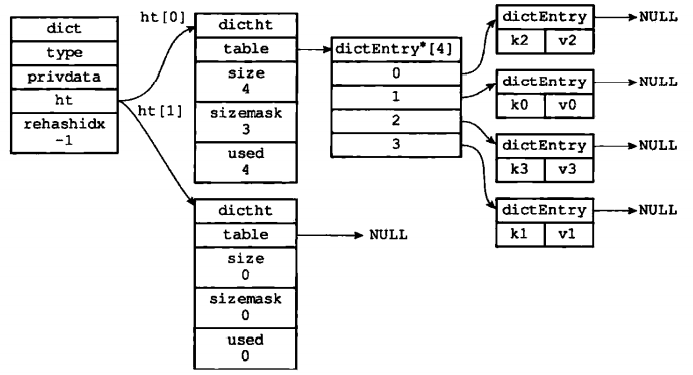 dict
type
privdata
ht
rehashidx
-1
ht[0]
ht[1]
dictht
table
size
4
sizemask
3
used
4
dictht
table
size
0
sizemask
0
used
0
NULL
dictEntry*[4]
0
1
2
3
dictEntry
k2 v2
NULL
dictEntry
k0 v0
NULL
dictEntry
k3 v3
NULL
dictEntry
k1 v1
NULL